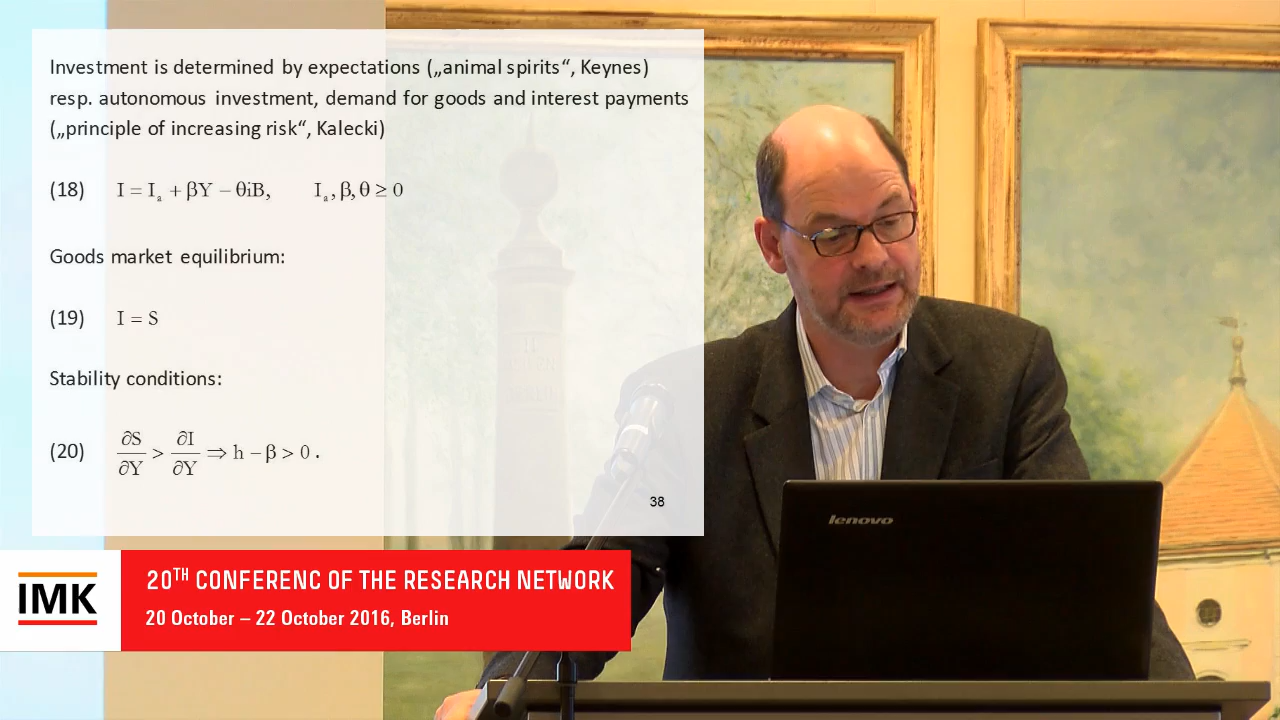 Investment is determined by expectations („animal spirits“, Keynes)
resp. autonomous investment, demand for goods and interest payments
(„principle of increasing risk“, Kalecki)
(18) I = Iₐ + βY − θiB, Iₐ, β, θ ≥ 0
Goods market equilibrium:
(19) I = S
Stability conditions:
(20) ∂S/∂Y > ∂I/∂Y ⇒ h − β > 0 .
38
IMK
20TH CONFERENC OF THE RESEARCH NETWORK
20 October – 22 October 2016, Berlin
lenovo